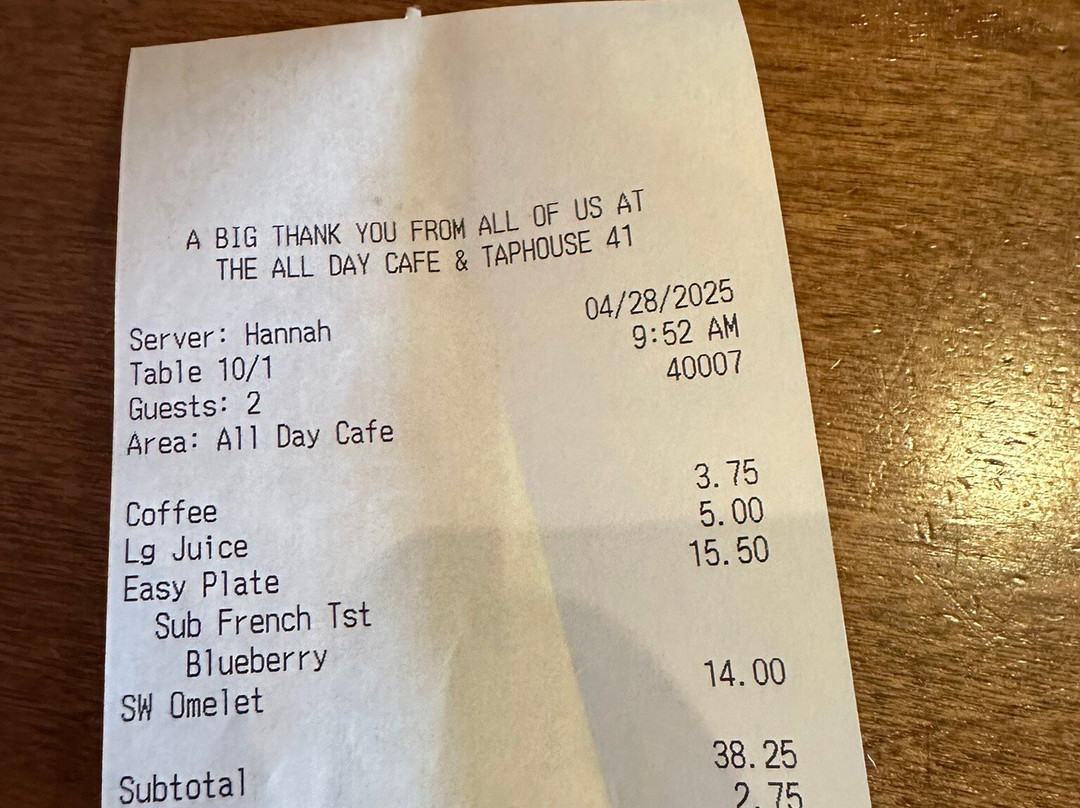 A BIG THANK YOU FROM ALL OF US AT
THE ALL DAY CAFE & TAPHOUSE 41
Server: Hannah 04/28/2025
Table 10/1 9:52 AM
Guests: 2 40007
Area: All Day Cafe
Coffee 3.75
Lg Juice 5.00
Easy Plate 15.50
Sub French Tst
Blueberry
SW Omelet 14.00
Subtotal 38.25
2.75